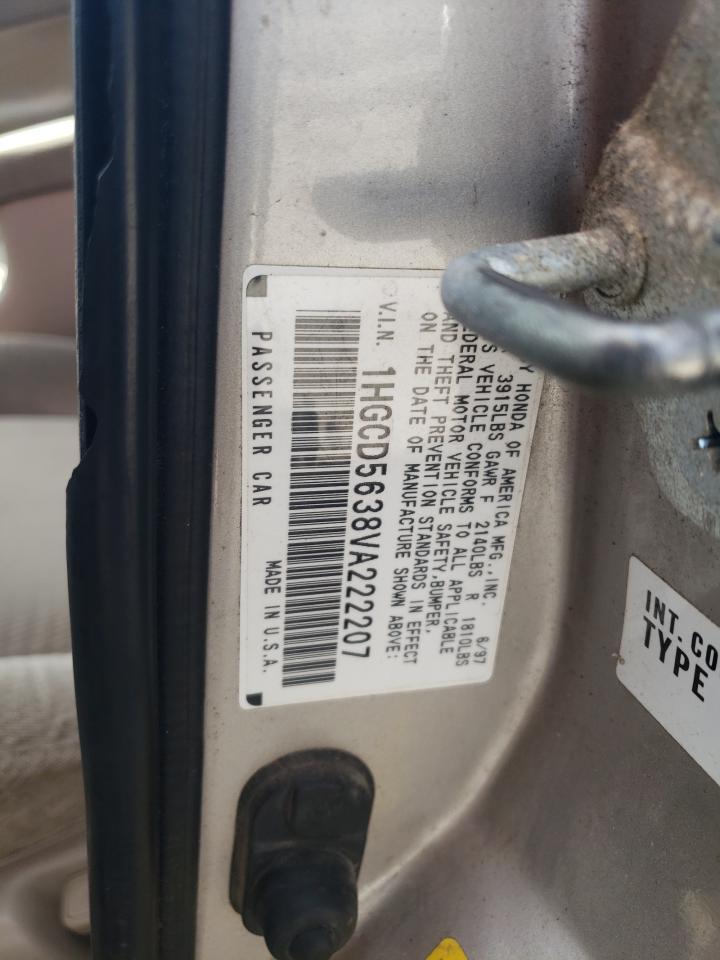 BY HONDA OF AMERICA MFG.,INC. 6/97
3915LBS GAWR F 2140LBS R 1810LBS
VEHICLE CONFORMS TO ALL APPLICABLE
FEDERAL MOTOR VEHICLE SAFETY,BUMPER,
AND THEFT PREVENTION STANDARDS IN EFFECT
ON THE DATE OF MANUFACTURE SHOWN ABOVE:
V.I.N. 1HGCD5638VA222207
PASSENGER CAR MADE IN U.S.A.
INT.CO
TYPE